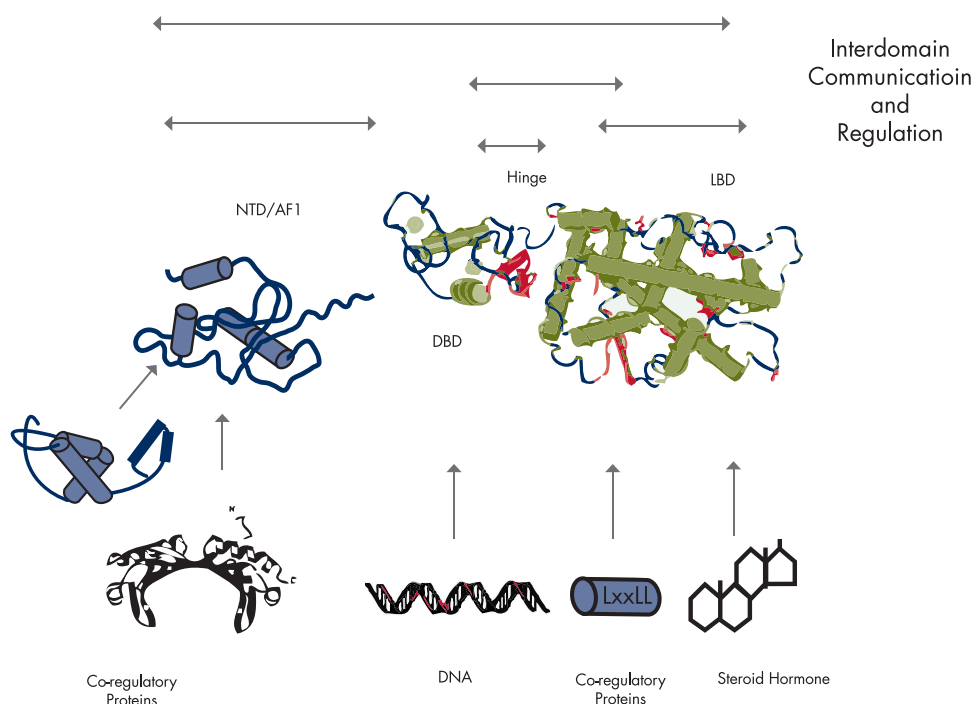 Interdomain
Communicatioin
and
Regulation
Hinge
LBD
NTD/AF1
DBD
N
C
LxxLL
Co-regulatory
Proteins
DNA
Co-regulatory
Proteins
Steroid Hormone